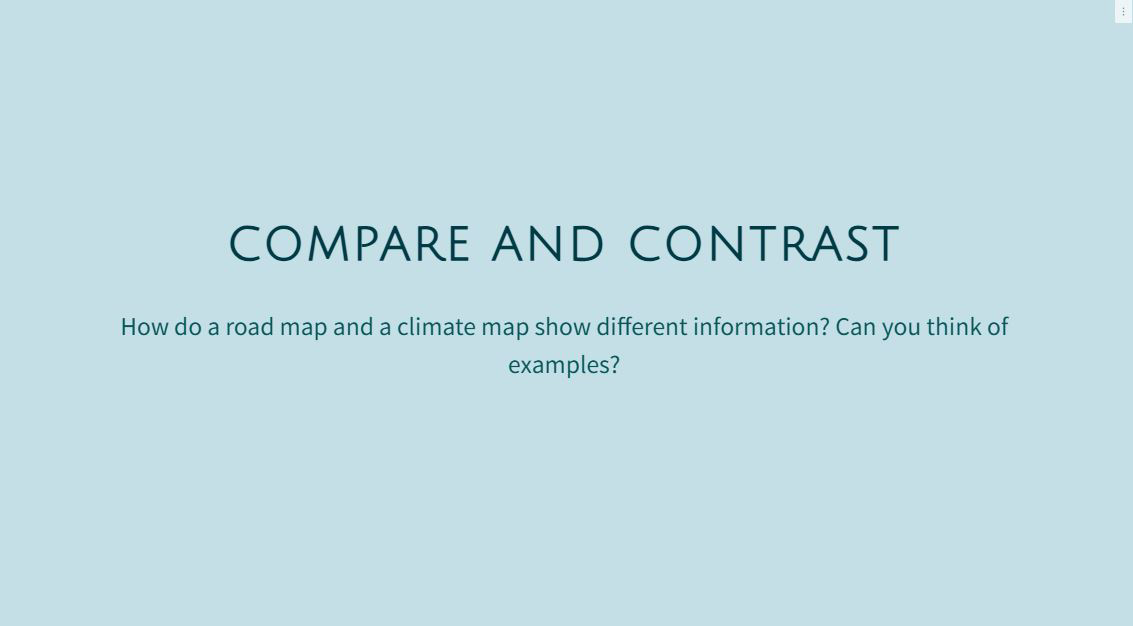 COMPARE AND CONTRAST
How do a road map and a climate map show different information? Can you think of
examples?